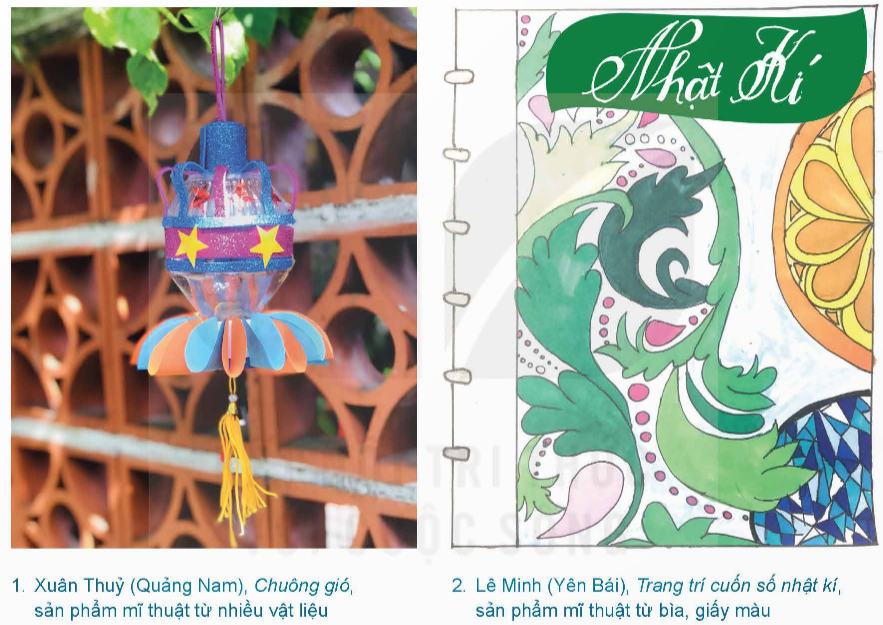 Nhật Kí
1. Xuân Thuỷ (Quảng Nam), Chuông gió,
sản phẩm mĩ thuật từ nhiều vật liệu
2. Lê Minh (Yên Bái), Trang trí cuốn sổ nhật kí,
sản phẩm mĩ thuật từ bìa, giấy màu